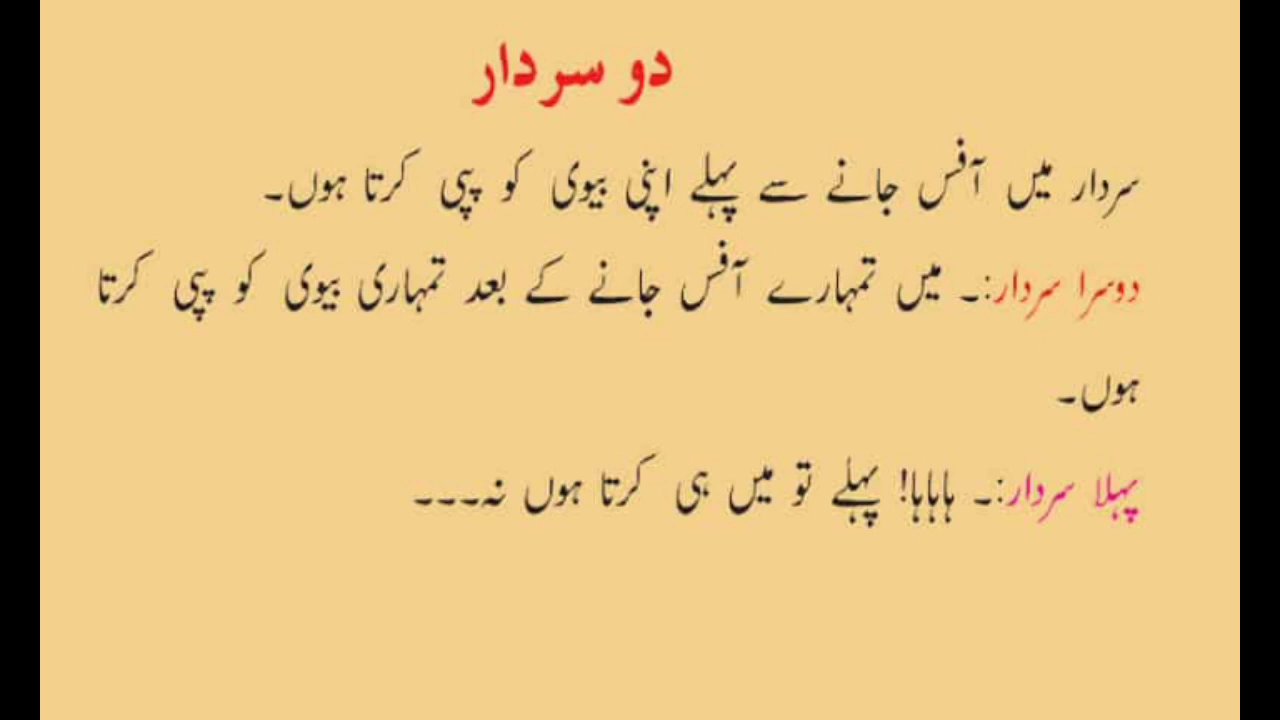 دو سردار
سردار میں آفس جانے سے پہلے اپنی بیوی کو پپی کرتا ہوں۔
دوسرا سردار:۔ میں تمہارے آفس جانے کے بعد تمہاری بیوی کو پپی کرتا
ہوں۔
پہلا سردار:۔ ہاہاہا! پہلے تو میں ہی کرتا ہوں نہ۔۔۔